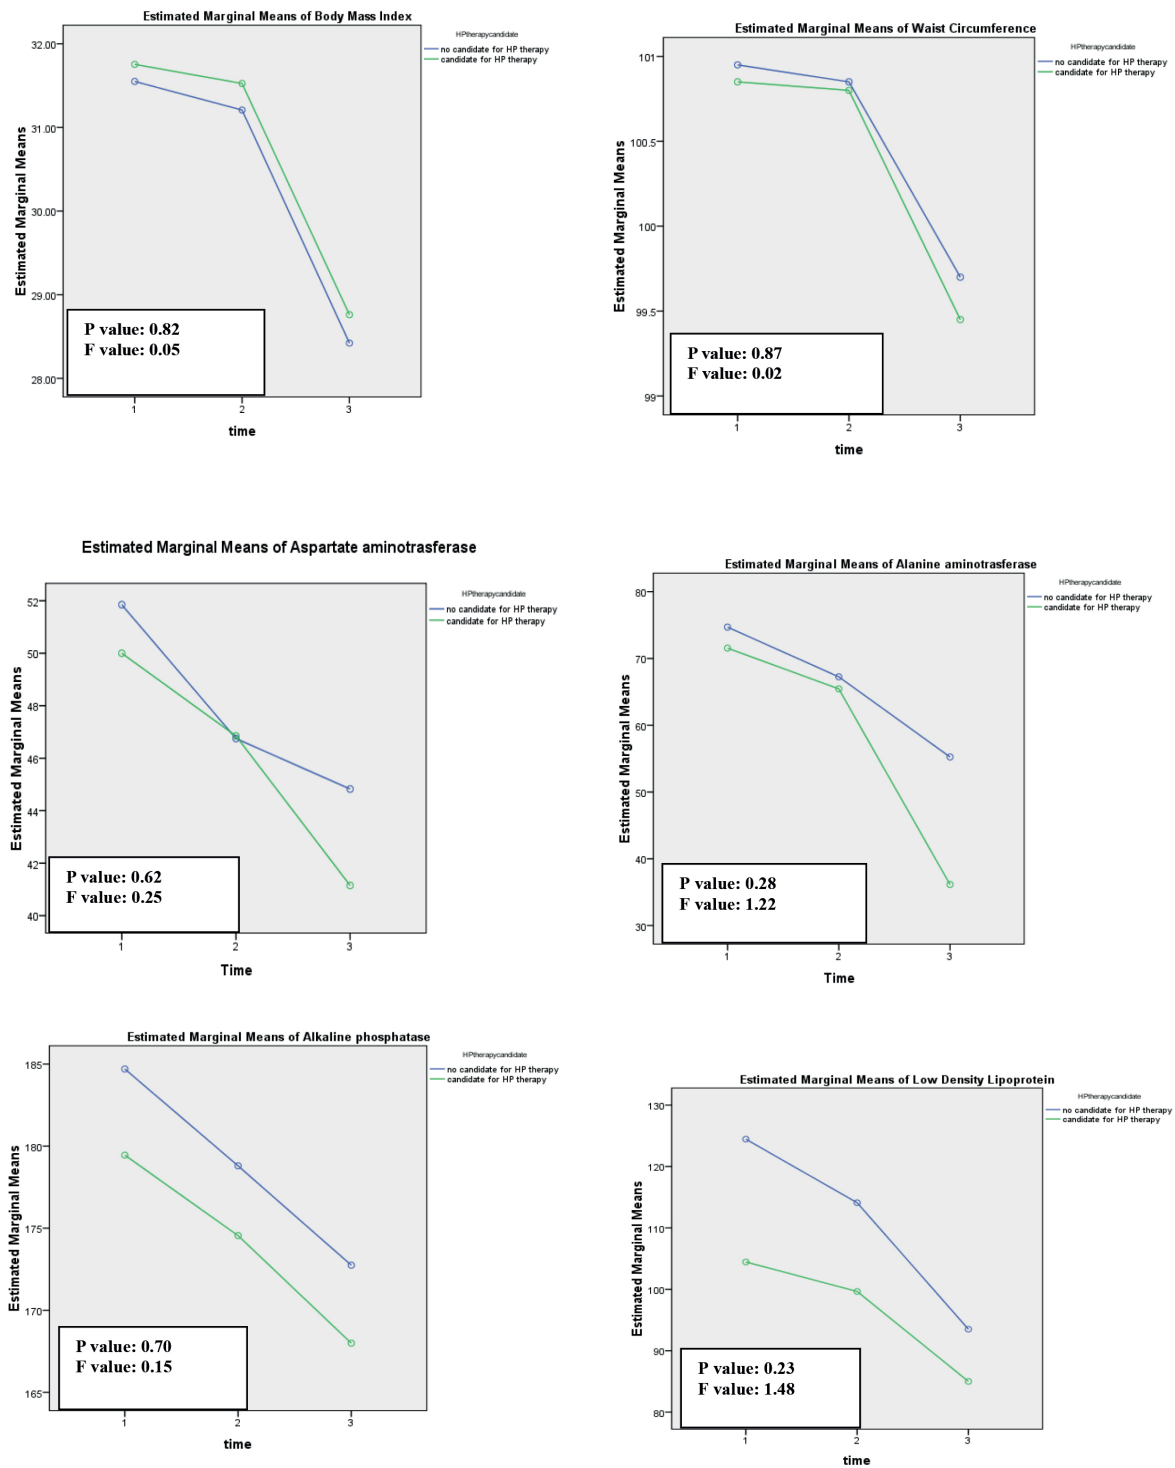 Estimated Marginal Means of Body Mass Index
HPtherapycandidate
no candidate for HP therapy
candidate for HP therapy
Estimated Marginal Means
32.00
31.00
30.00
29.00
28.00
P value: 0.82
F value: 0.05
1 2 3
time
Estimated Marginal Means of Waist Circumference
HPtherapycandidate
no candidate for HP therapy
candidate for HP therapy
Estimated Marginal Means
101
100.5
100
99.5
99
P value: 0.87
F value: 0.02
1 2 3
time
Estimated Marginal Means of Aspartate aminotrasferase
HPtherapycandidate
no candidate for HP therapy
candidate for HP therapy
Estimated Marginal Means
52
50
48
46
44
42
40
P value: 0.62
F value: 0.25
1 2 3
Time
Estimated Marginal Means of Alanine aminotrasferase
HPtherapycandidate
no candidate for HP therapy
candidate for HP therapy
Estimated Marginal Means
80
70
60
50
40
30
P value: 0.28
F value: 1.22
1 2 3
Time
Estimated Marginal Means of Alkaline phosphatase
HPtherapycandidate
no candidate for HP therapy
candidate for HP therapy
Estimated Marginal Means
185
180
175
170
165
P value: 0.70
F value: 0.15
1 2 3
time
Estimated Marginal Means of Low Density Lipoprotein
HPtherapycandidate
no candidate for HP therapy
candidate for HP therapy
Estimated Marginal Means
130
120
110
100
90
80
P value: 0.23
F value: 1.48
1 2 3
time